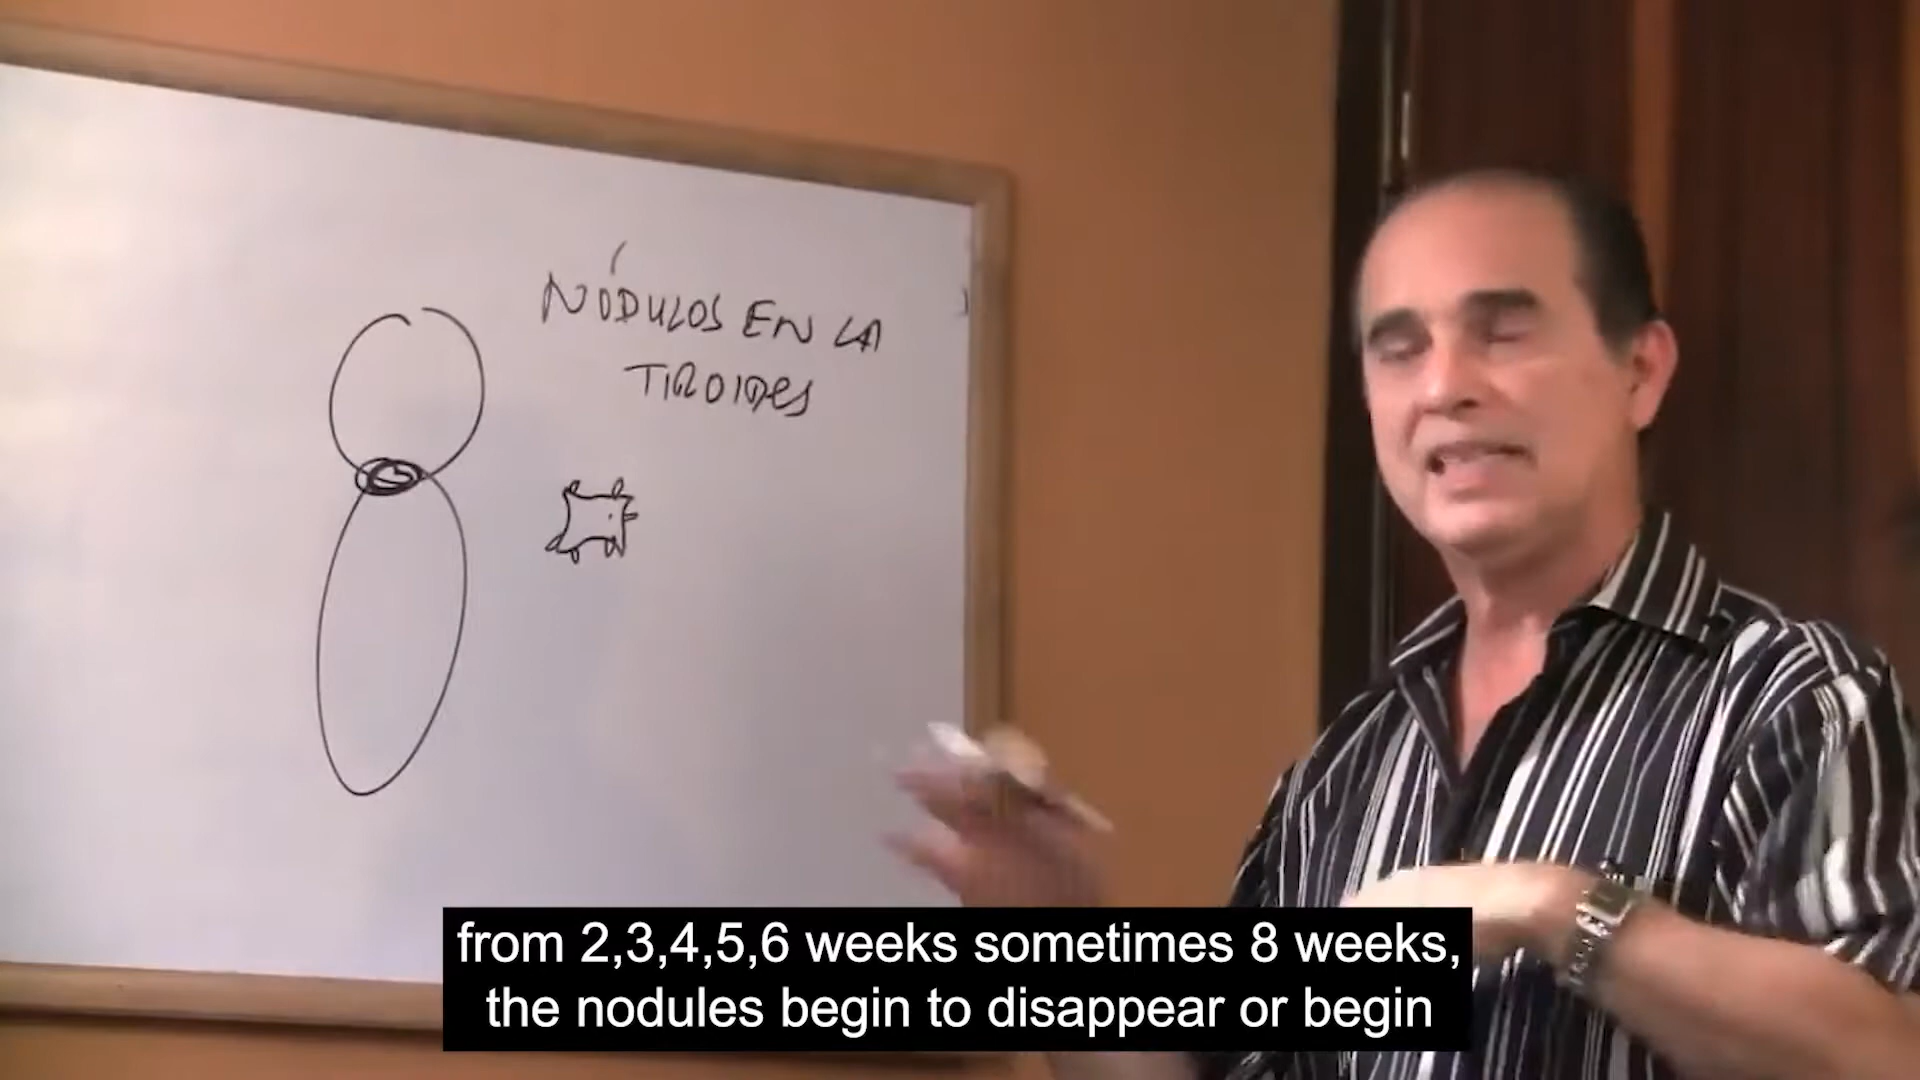 NÓDULOS EN LA
TIROIDES
from 2,3,4,5,6 weeks sometimes 8 weeks,
the nodules begin to disappear or begin